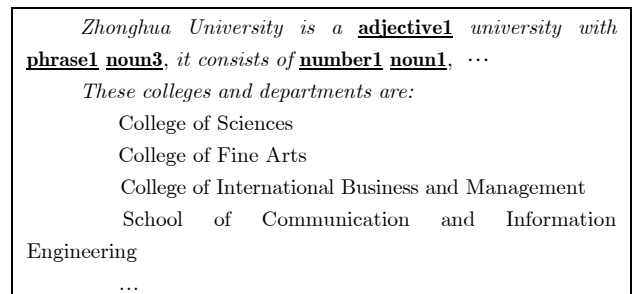 Zhonghua University is a adjective1 university with
phrase1 noun3, it consists of number1 noun1, ⋯
These colleges and departments are:
College of Sciences
College of Fine Arts
College of International Business and Management
School of Communication and Information
Engineering
...